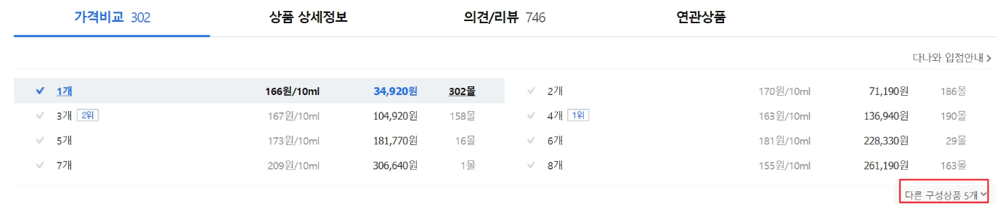 가격비교 302 상품 상세정보 의견/리뷰 746 연관상품
다나와 입점안내
1개 166원/10ml 34,920원 302몰 2개 170원/10ml 71,190원 186몰
3개 2위 167원/10ml 104,920원 158몰 4개 1위 163원/10ml 136,940원 190몰
5개 173원/10ml 181,770원 16몰 6개 181원/10ml 228,330원 29몰
7개 209원/10ml 306,640원 1몰 8개 155원/10ml 261,190원 163몰
다른 구성상품 5개